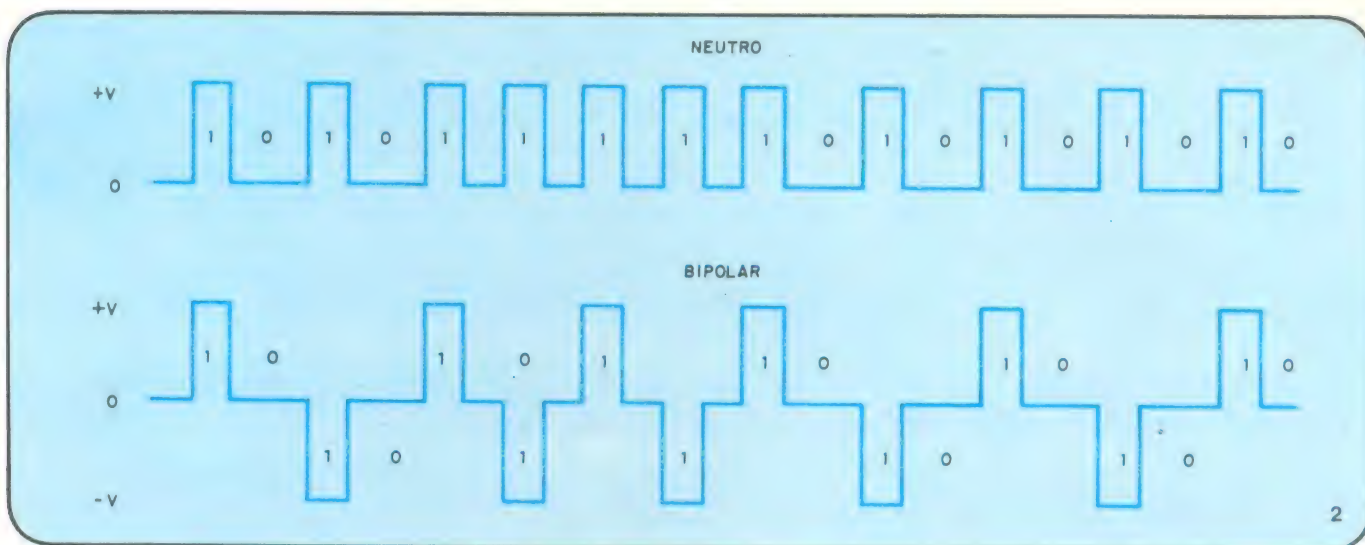 NEUTRO
+V
1 0 1 0 1 1 1 1 1 0 1 0 1 0 1 0 1 0
0
BIPOLAR
+V
1 0 1 0 1 1 0 1 0 1 0
0
1 0 1 1 1 0 1 0
-V
2